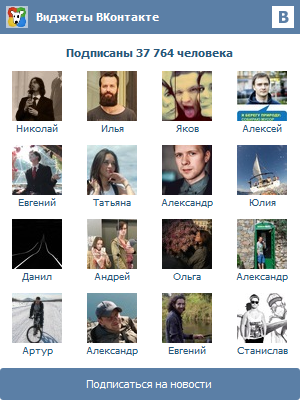 Виджеты ВКонтакте
B
Подписаны 37 764 человека
Николай Илья Яков Алексей
Евгений Татьяна Александр Юлия
Данил Андрей Ольга Александр
Артур Александр Евгений Станислав
Подписаться на новости